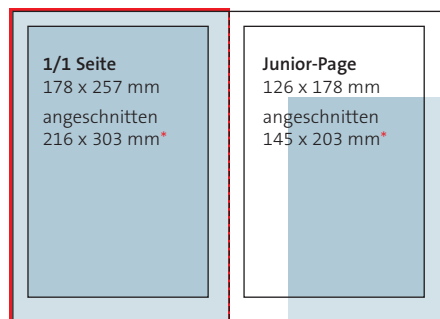 1/1 Seite
178 x 257 mm
angeschnitten
216 x 303 mm*
Junior-Page
126 x 178 mm
angeschnitten
145 x 203 mm*